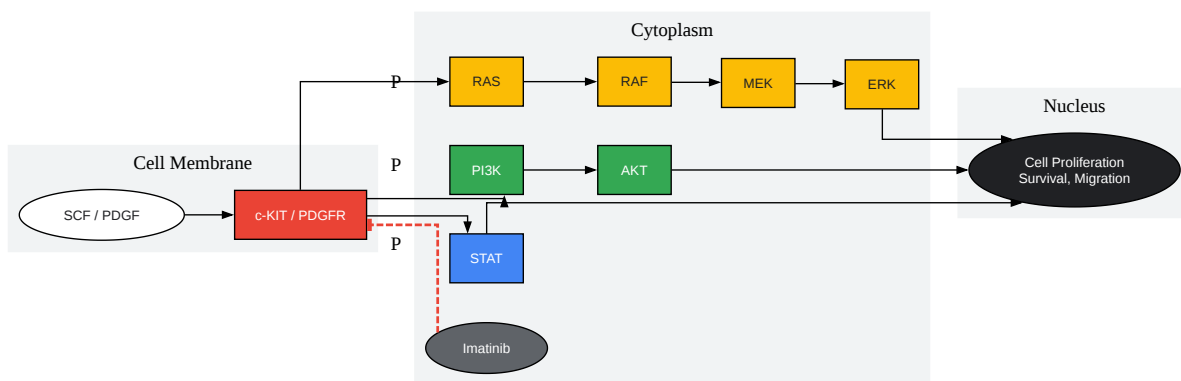 Cytoplasm
P
RAS
RAF
MEK
ERK
Nucleus
Cell Membrane
P
PI3K
AKT
Cell Proliferation
Survival, Migration
SCF / PDGF
c-KIT / PDGFR
P
STAT
Imatinib